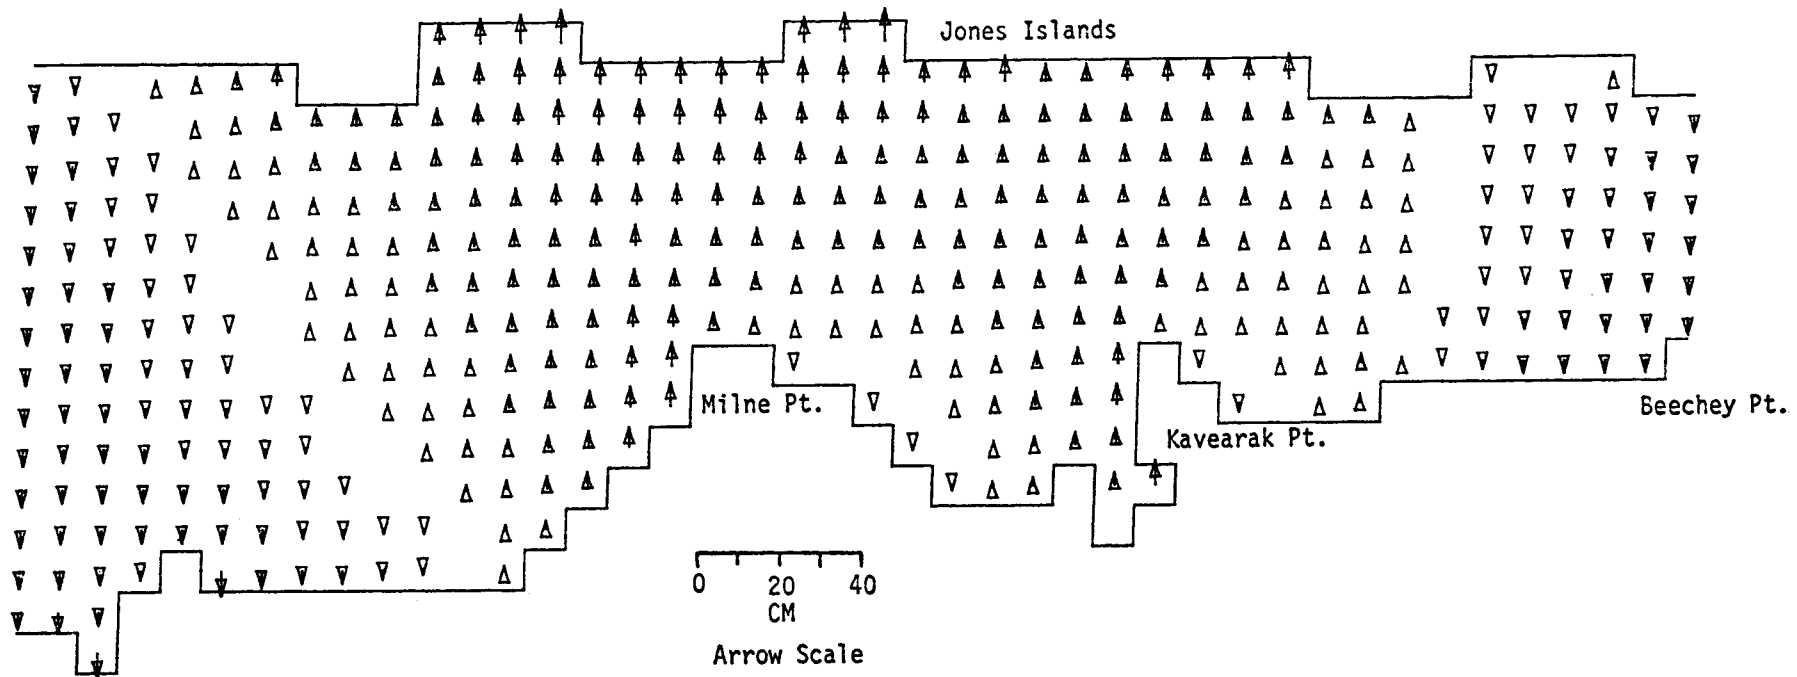 Jones Islands
Milne Pt.
Beechey Pt.
Kavearak Pt.
0 20 40
CM
Arrow Scale